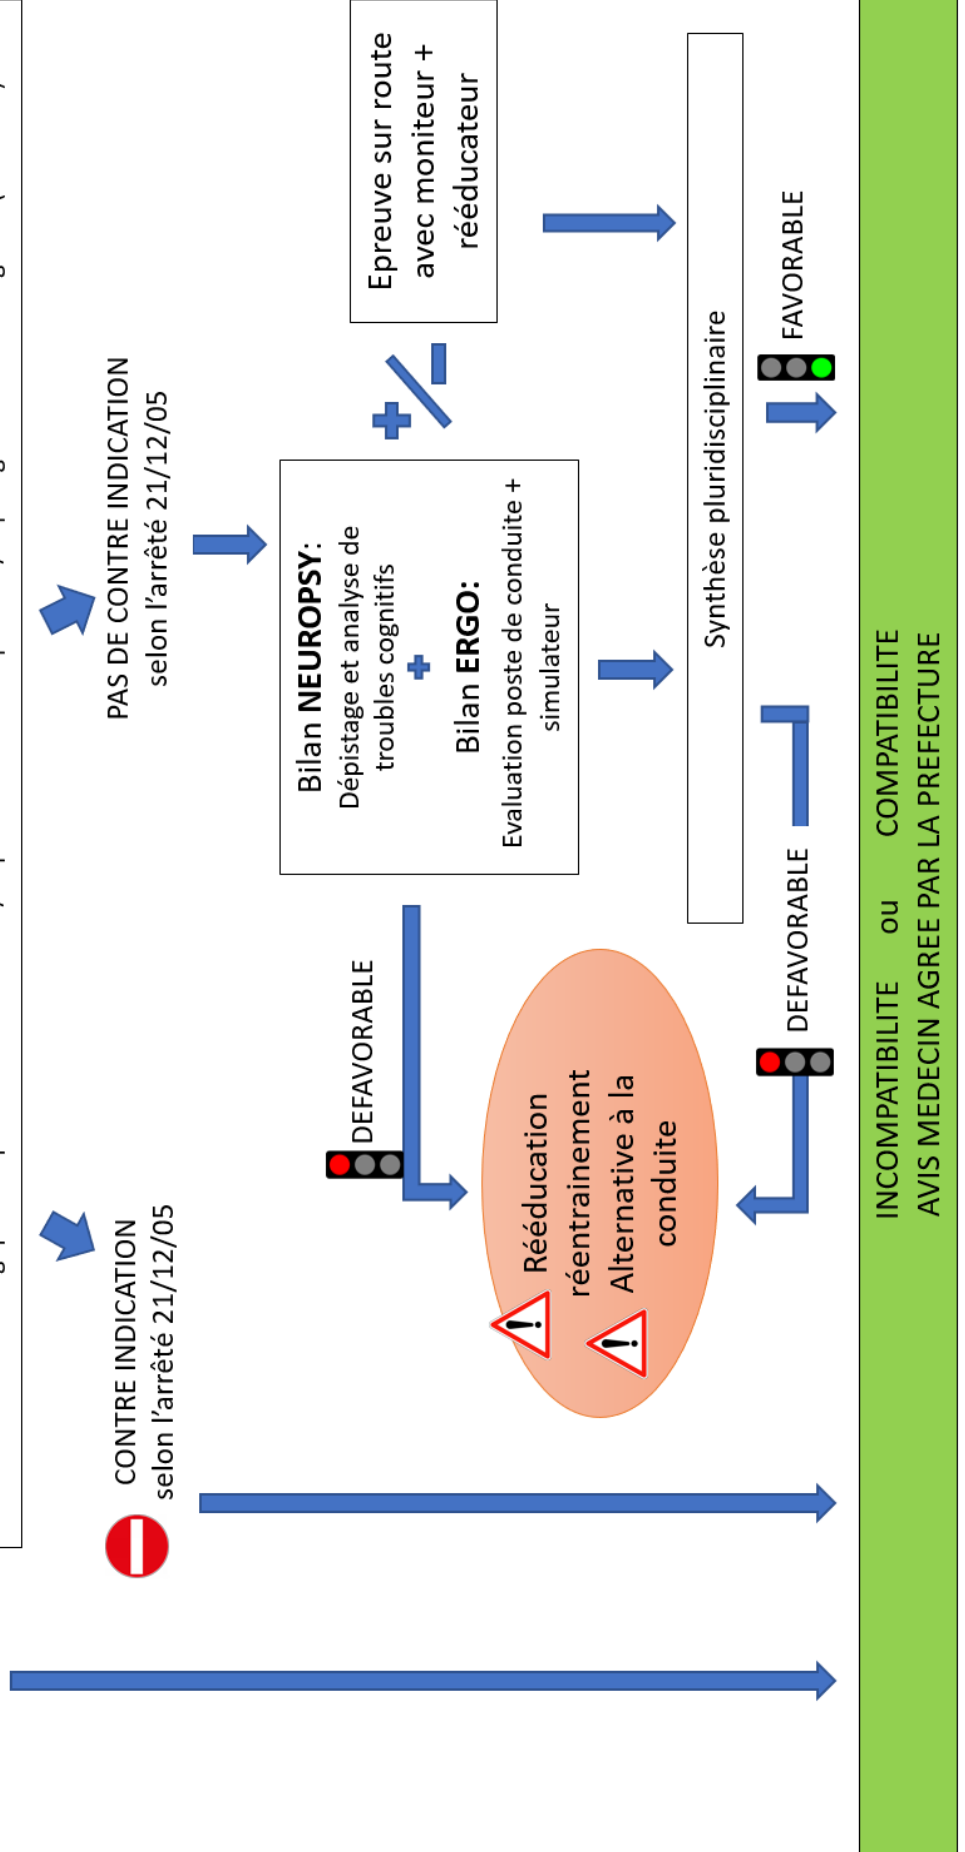 CONTRE INDICATION
selon l'arrêté 21/12/05
PAS DE CONTRE INDICATION
selon l'arrêté 21/12/05
Bilan NEUROPSY:
Dépistage et analyse de
troubles cognitifs
Bilan ERGO:
Evaluation poste de conduite +
simulateur
Epreuve sur route
avec moniteur +
rééducateur
DEFAVORABLE
Rééducation
réentrainement
Alternative à la
conduite
Synthèse pluridisciplinaire
DEFAVORABLE
FAVORABLE
INCOMPATIBILITE ou COMPATIBILITE
AVIS MEDECIN AGREE PAR LA PREFECTURE